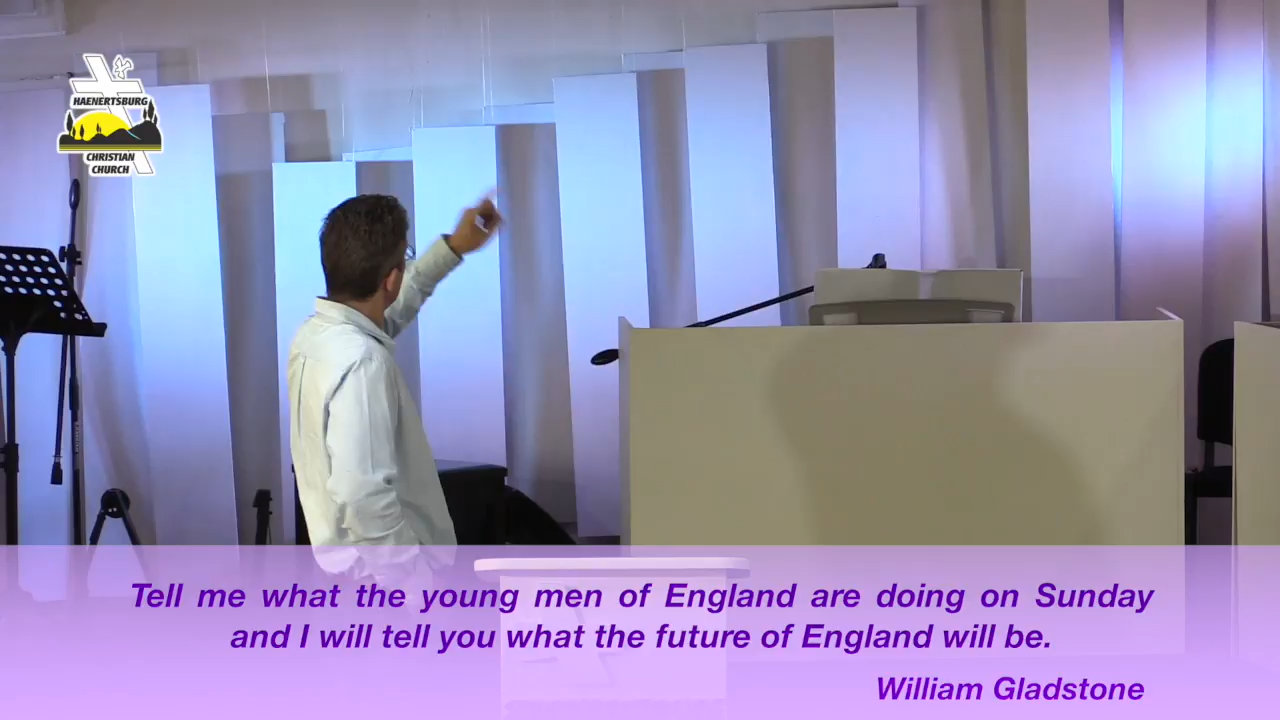 HAENERTSBURG
CHRISTIAN
CHURCH
Tell me what the young men of England are doing on Sunday
and I will tell you what the future of England will be.
William Gladstone